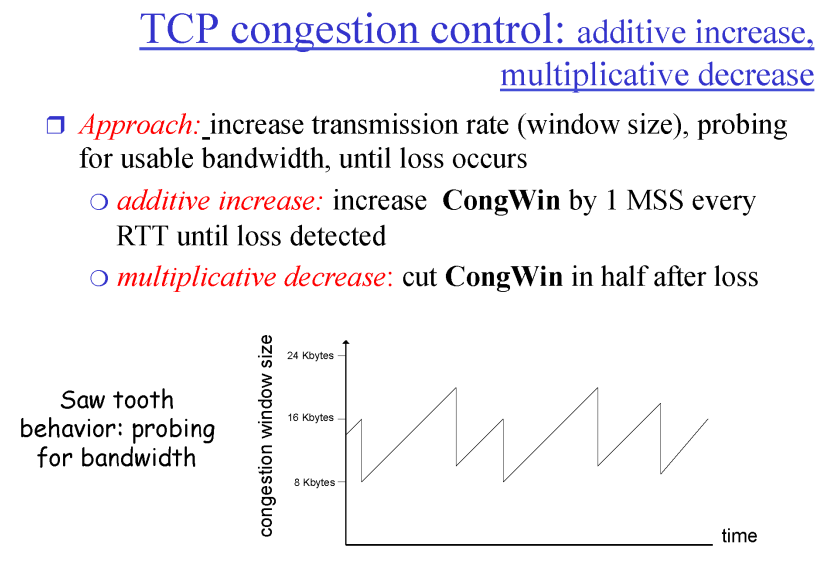 TCP congestion control: additive increase,
multiplicative decrease
Approach: increase transmission rate (window size), probing
for usable bandwidth, until loss occurs
additive increase: increase CongWin by 1 MSS every
RTT until loss detected
multiplicative decrease: cut CongWin in half after loss
Saw tooth
behavior: probing
for bandwidth
congestion window size
24 Kbytes
16 Kbytes
8 Kbytes
time